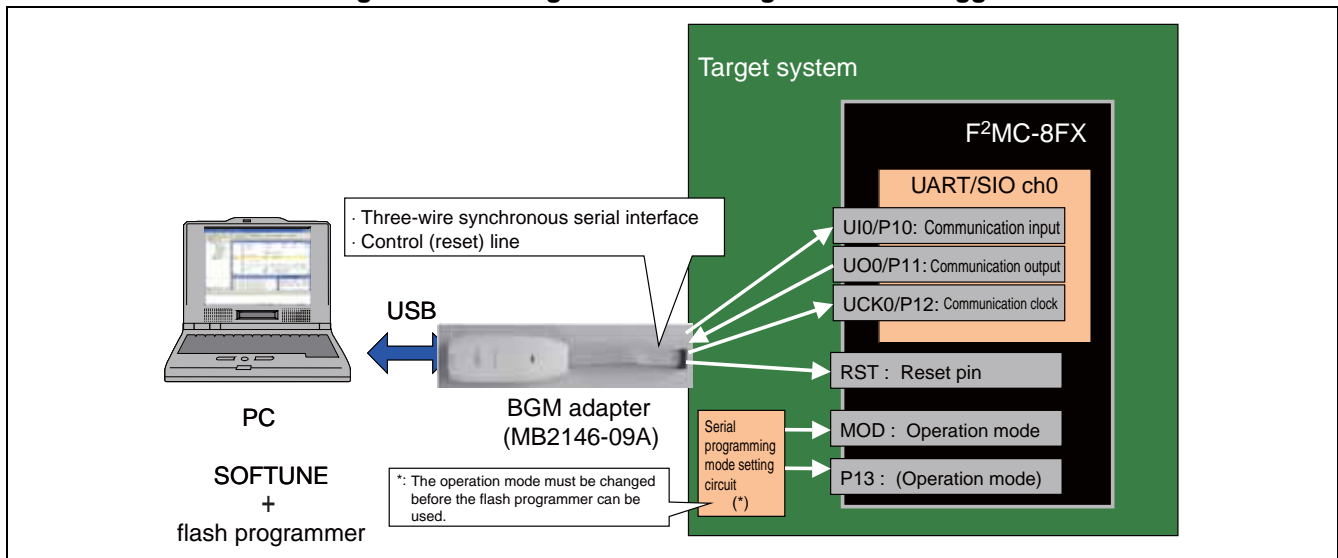 Target system
F²MC-8FX
UART/SIO ch0
· Three-wire synchronous serial interface
· Control (reset) line
UI0/P10: Communication input
UO0/P11: Communication output
UCK0/P12: Communication clock
USB
RST : Reset pin
PC
BGM adapter
(MB2146-09A)
Serial
programming
mode setting
circuit
(*)
MOD : Operation mode
P13 : (Operation mode)
SOFTUNE
+
flash programmer
*: The operation mode must be changed
before the flash programmer can be
used.